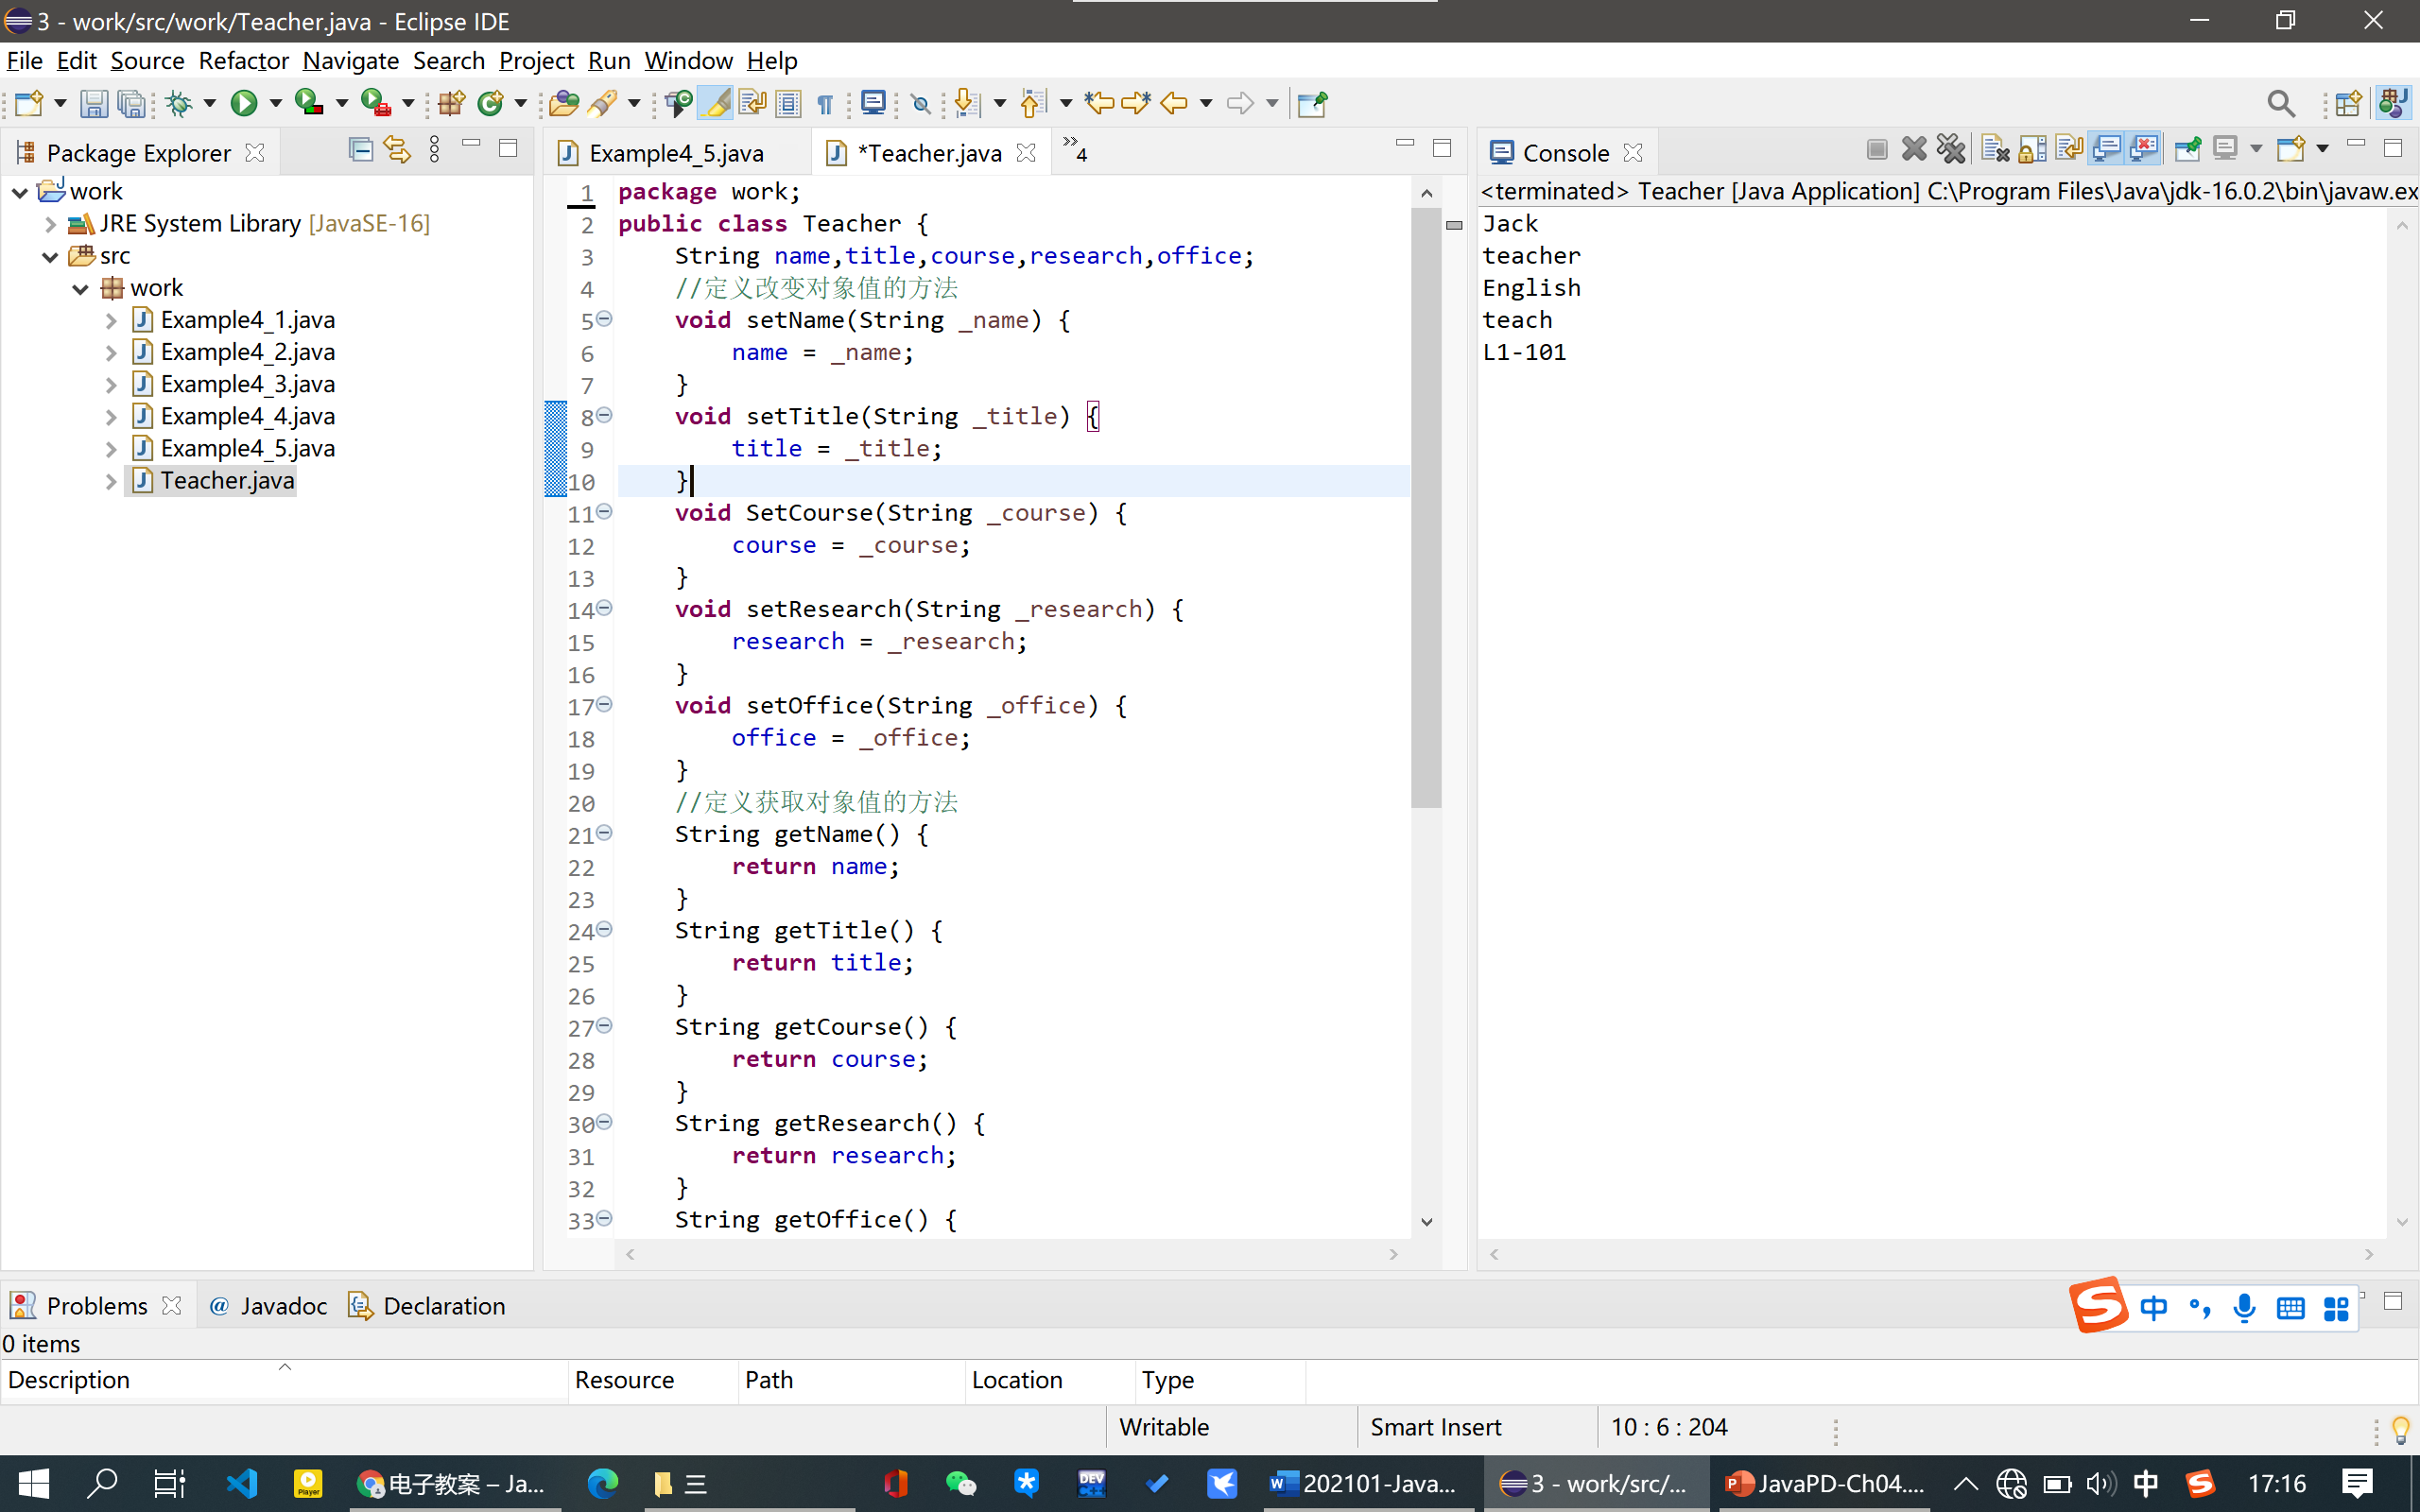 3 - work/src/work/Teacher.java - Eclipse IDE
File Edit Source Refactor Navigate Search Project Run Window Help
Package Explorer
work
JRE System Library [JavaSE-16]
src
work
Example4_1.java
Example4_2.java
Example4_3.java
Example4_4.java
Example4_5.java
Teacher.java
Example4_5.java *Teacher.java »4
1 package work;
2 public class Teacher {
3 String name,title,course,research,office;
4 //定义改变对象值的方法
5 void setName(String _name) {
6 name = _name;
7 }
8 void setTitle(String _title) {
9 title = _title;
10 }
11 void SetCourse(String _course) {
12 course = _course;
13 }
14 void setResearch(String _research) {
15 research = _research;
16 }
17 void setOffice(String _office) {
18 office = _office;
19 }
20 //定义获取对象值的方法
21 String getName() {
22 return name;
23 }
24 String getTitle() {
25 return title;
26 }
27 String getCourse() {
28 return course;
29 }
30 String getResearch() {
31 return research;
32 }
33 String getOffice() {
Console
<terminated> Teacher [Java Application] C:\Program Files\Java\jdk-16.0.2\bin\javaw.ex
Jack
teacher
English
teach
L1-101
Problems @ Javadoc Declaration
中
0 items
Description Resource Path Location Type
Writable Smart Insert 10 : 6 : 204
Player 电子教案 – Ja... 三 DEV 202101-Java... 3 - work/src/... JavaPD-Ch04.... 中 17:16